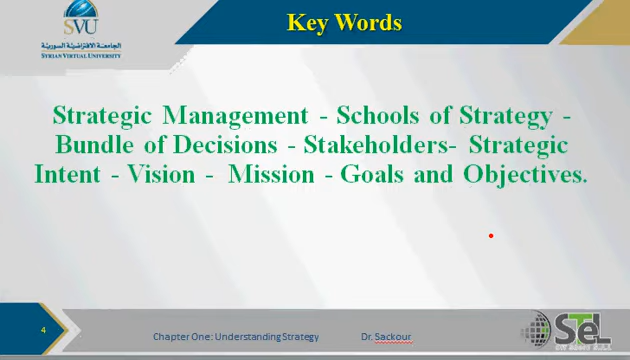 SVU
الجامعة الافتراضية السورية
SYRIAN VIRTUAL UNIVERSITY
Key Words
Strategic Management - Schools of Strategy -
Bundle of Decisions - Stakeholders- Strategic
Intent - Vision - Mission - Goals and Objectives.
4
Chapter One: Understanding Strategy Dr. Sackour
STeL